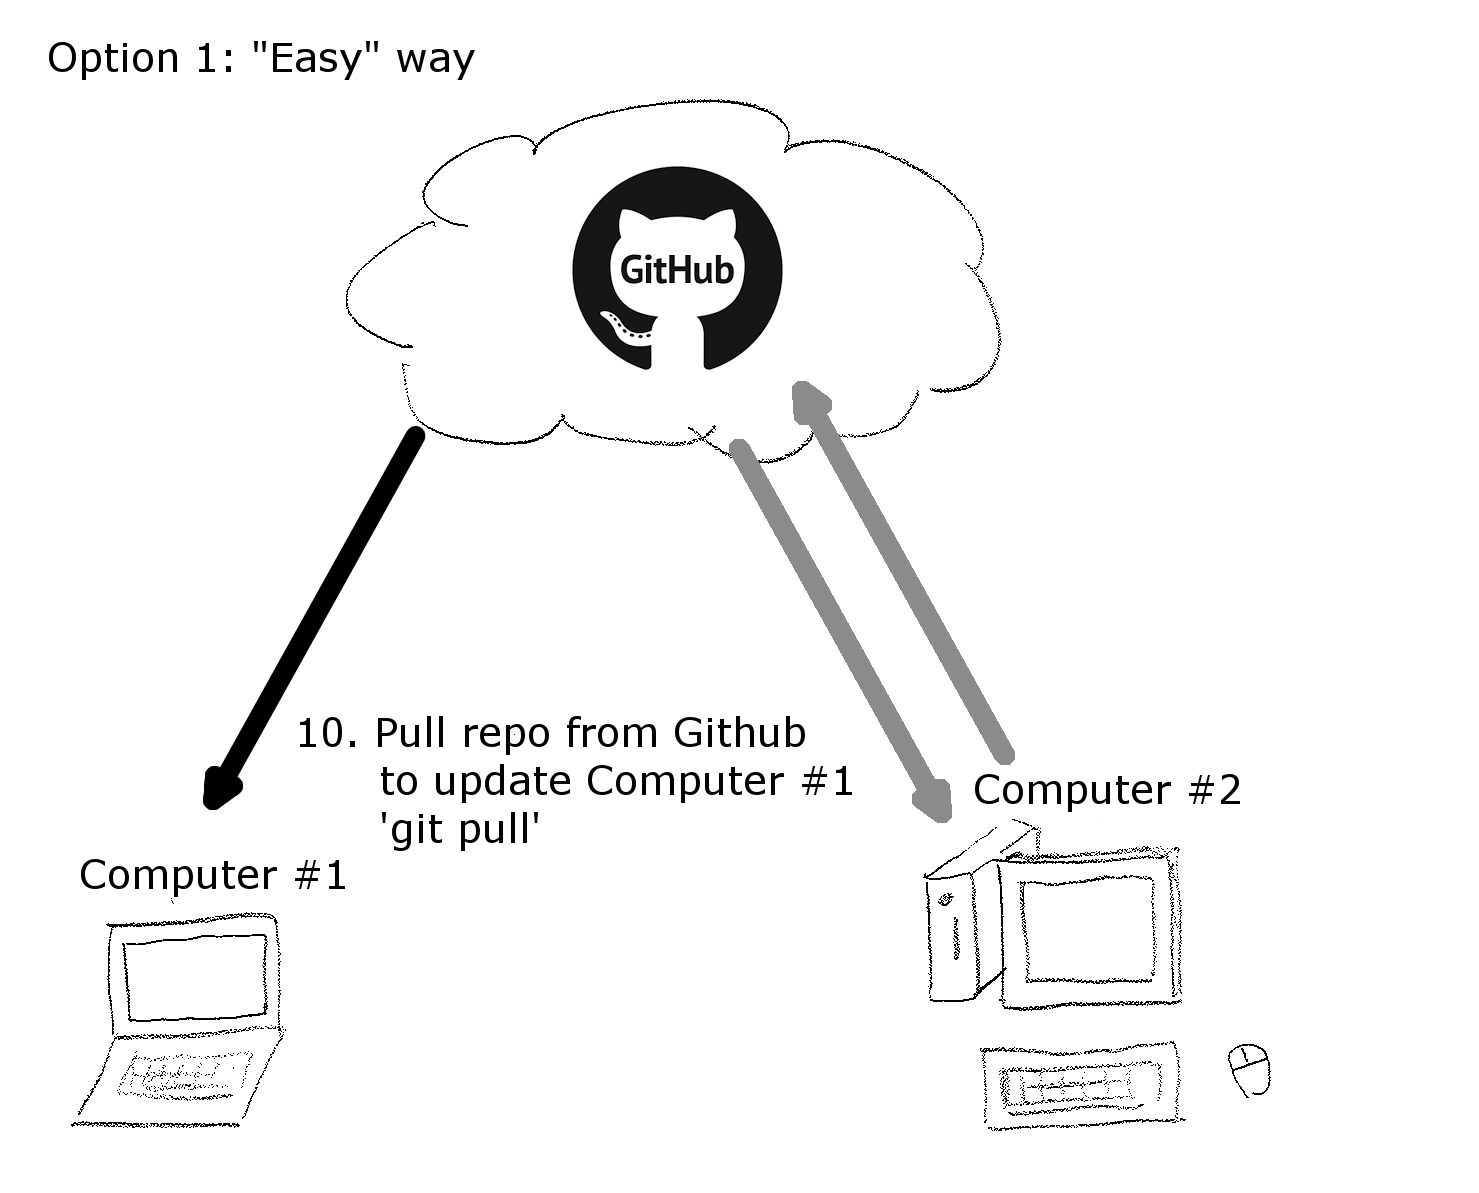 Option 1: "Easy" way
GitHub
10. Pull repo from Github
to update Computer #1
'git pull'
Computer #2
Computer #1